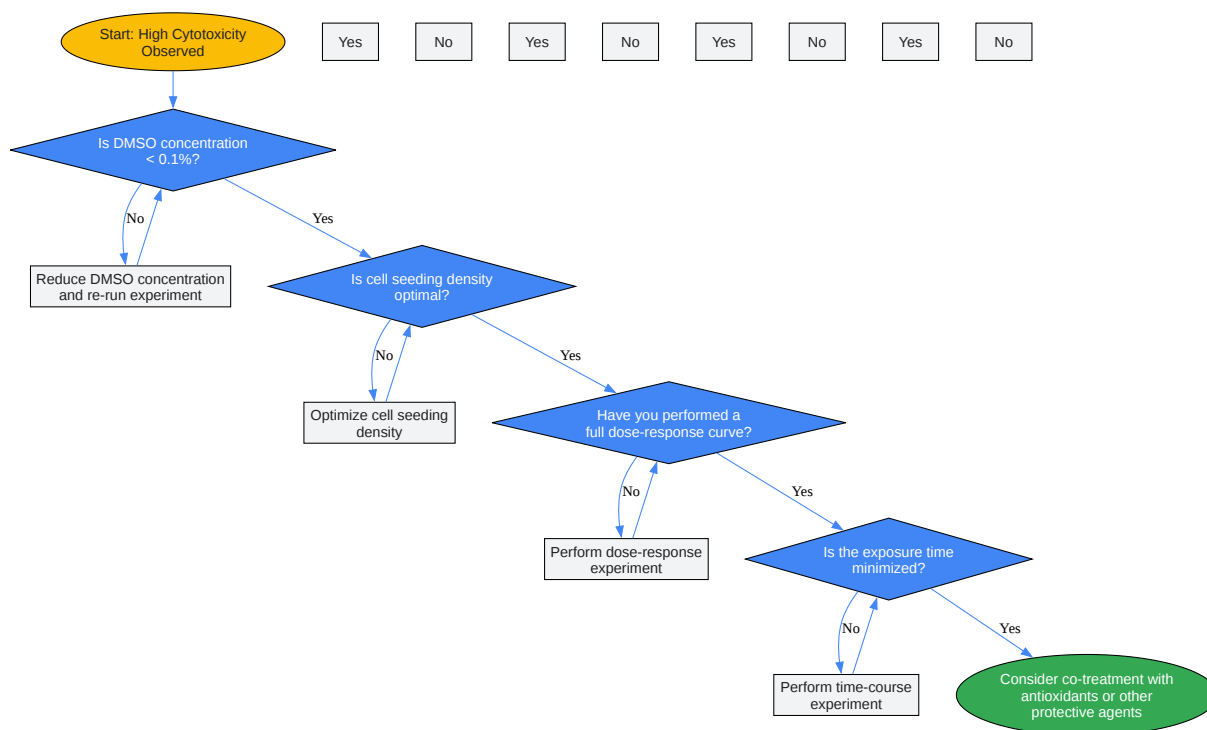 Start: High Cytotoxicity
Observed
Yes
No
Yes
No
Yes
No
Yes
No
Is DMSO concentration
< 0.1%?
No
Yes
Reduce DMSO concentration
and re-run experiment
Is cell seeding density
optimal?
No
Yes
Optimize cell seeding
density
Have you performed a
full dose-response curve?
No
Yes
Perform dose-response
experiment
Is the exposure time
minimized?
No
Yes
Perform time-course
experiment
Consider co-treatment with
antioxidants or other
protective agents